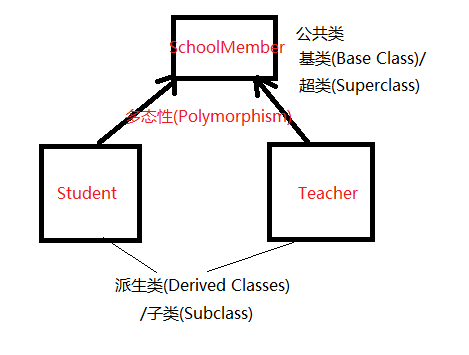 SchoolMember
公共类
基类(Base Class)/
超类(Superclass)
多态性(Polymorphism)
Student
Teacher
派生类(Derived Classes)
/子类(Subclass)